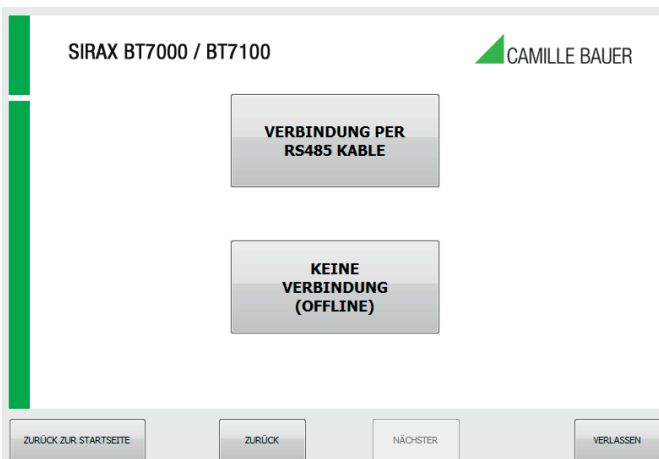 SIRAX BT7000 / BT7100
CAMILLE BAUER
VERBINDUNG PER
RS485 KABLE
KEINE
VERBINDUNG
(OFFLINE)
ZURÜCK ZUR STARTSEITE
ZURÜCK
NÄCHSTER
VERLASSEN